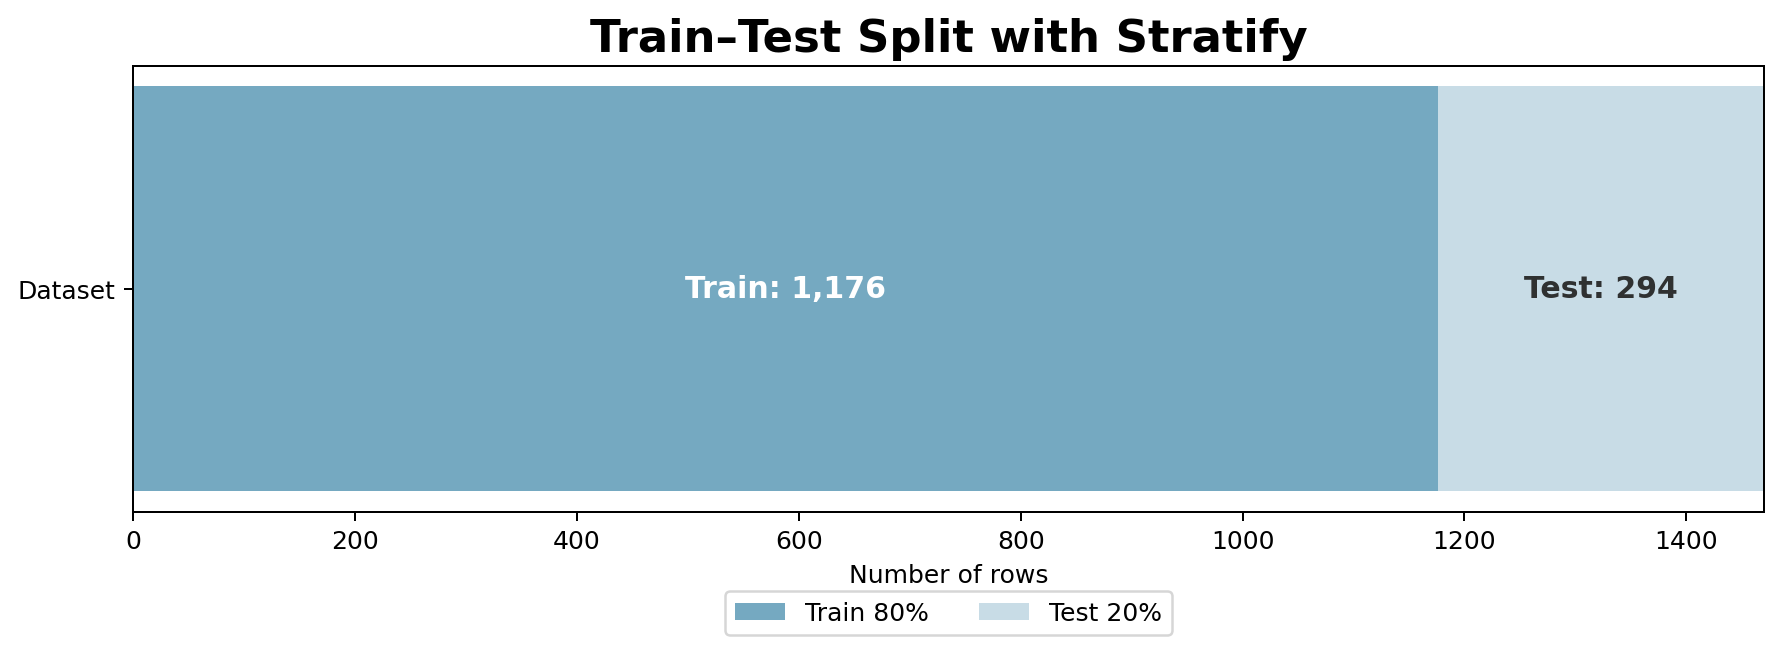 Train–Test Split with Stratify
Dataset
Train: 1,176
Test: 294
0 200 400 600 800 1000 1200 1400
Number of rows
Train 80% Test 20%